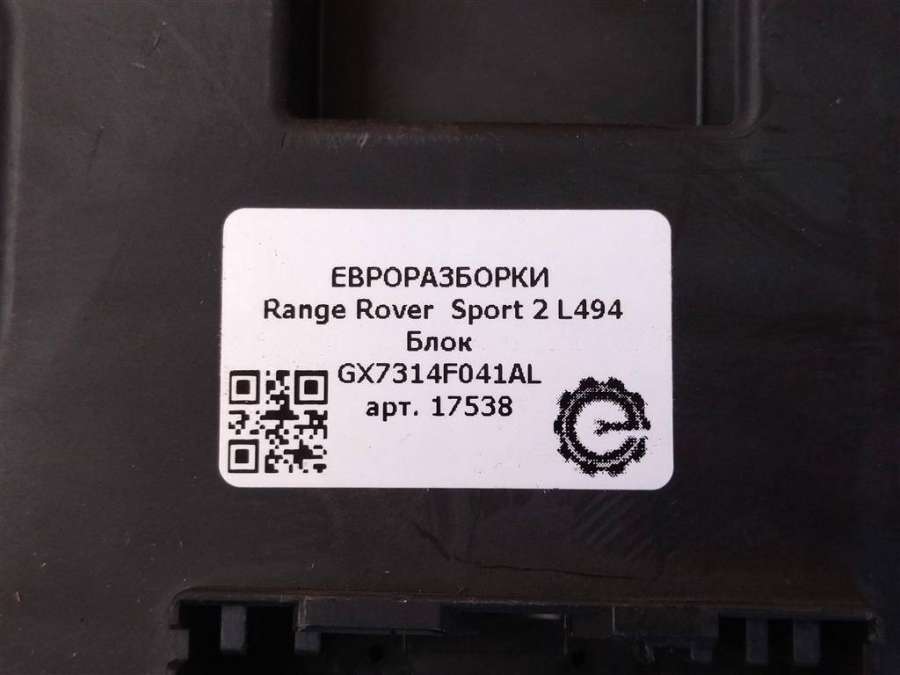 ЕВРОРАЗБОРКИ
Range Rover Sport 2 L494
Блок
GX7314F041AL
арт. 17538